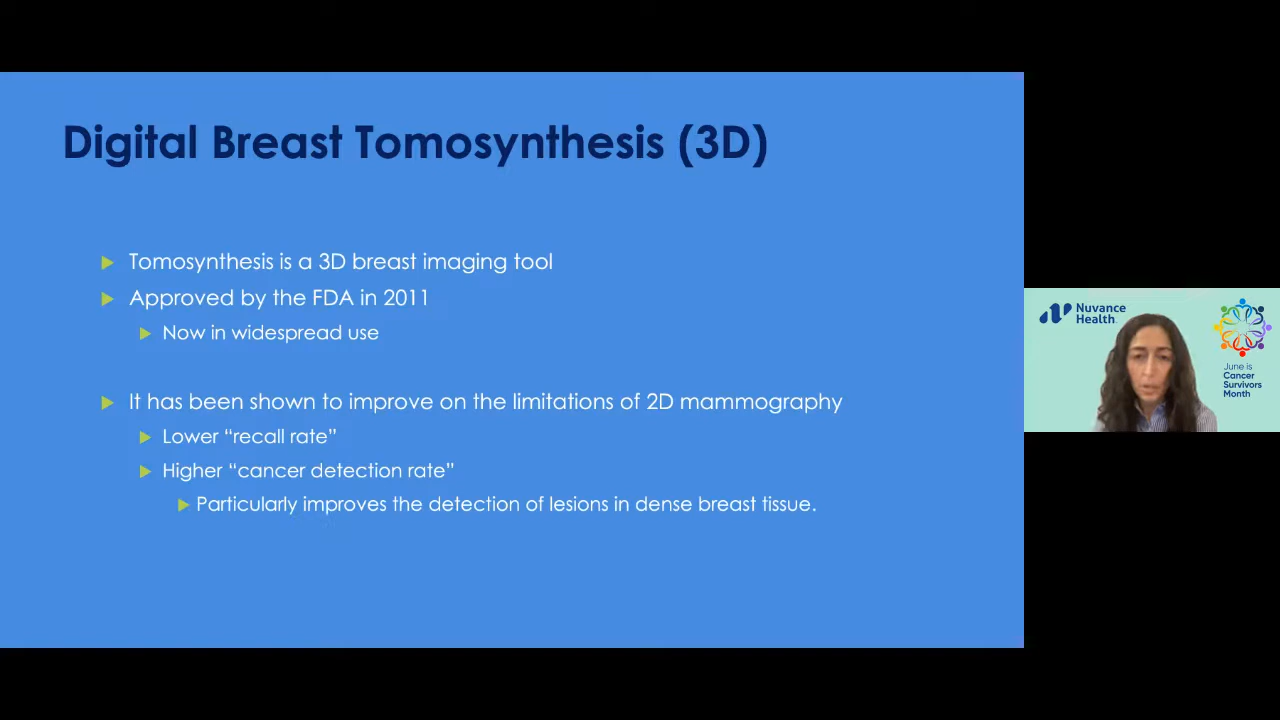 Digital Breast Tomosynthesis (3D)
Tomosynthesis is a 3D breast imaging tool
Approved by the FDA in 2011
Now in widespread use
It has been shown to improve on the limitations of 2D mammography
Lower “recall rate”
Higher “cancer detection rate”
Particularly improves the detection of lesions in dense breast tissue.
Nuvance
Health
June is
Cancer
Survivors
Month